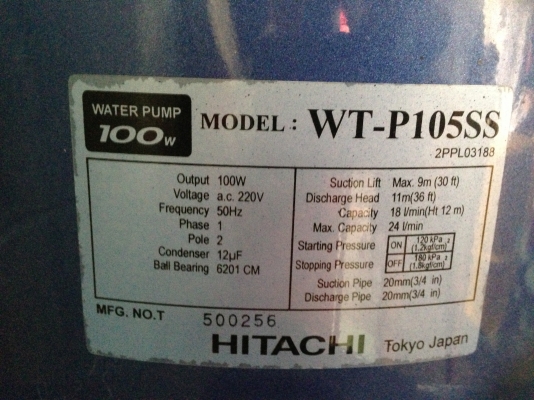 WATER PUMP
100W
MODEL : WT-P105SS
2PPL03188
Output 100W
Voltage a.c. 220V
Frequency 50Hz
Phase 1
Pole 2
Condenser 12µF
Ball Bearing 6201 CM
Suction Lift Max. 9m (30 ft)
Discharge Head 11m(36 ft)
Capacity 18 l/min(Ht 12 m)
Max. Capacity 24 l/min
Starting Pressure ON 120 kPa (1.2kgf/cm²)
Stopping Pressure OFF 180 kPa (1.8kgf/cm²)
Suction Pipe 20mm(3/4 in)
Discharge Pipe 20mm(3/4 in)
MFG. NO.T 500256
HITACHI Tokyo Japan